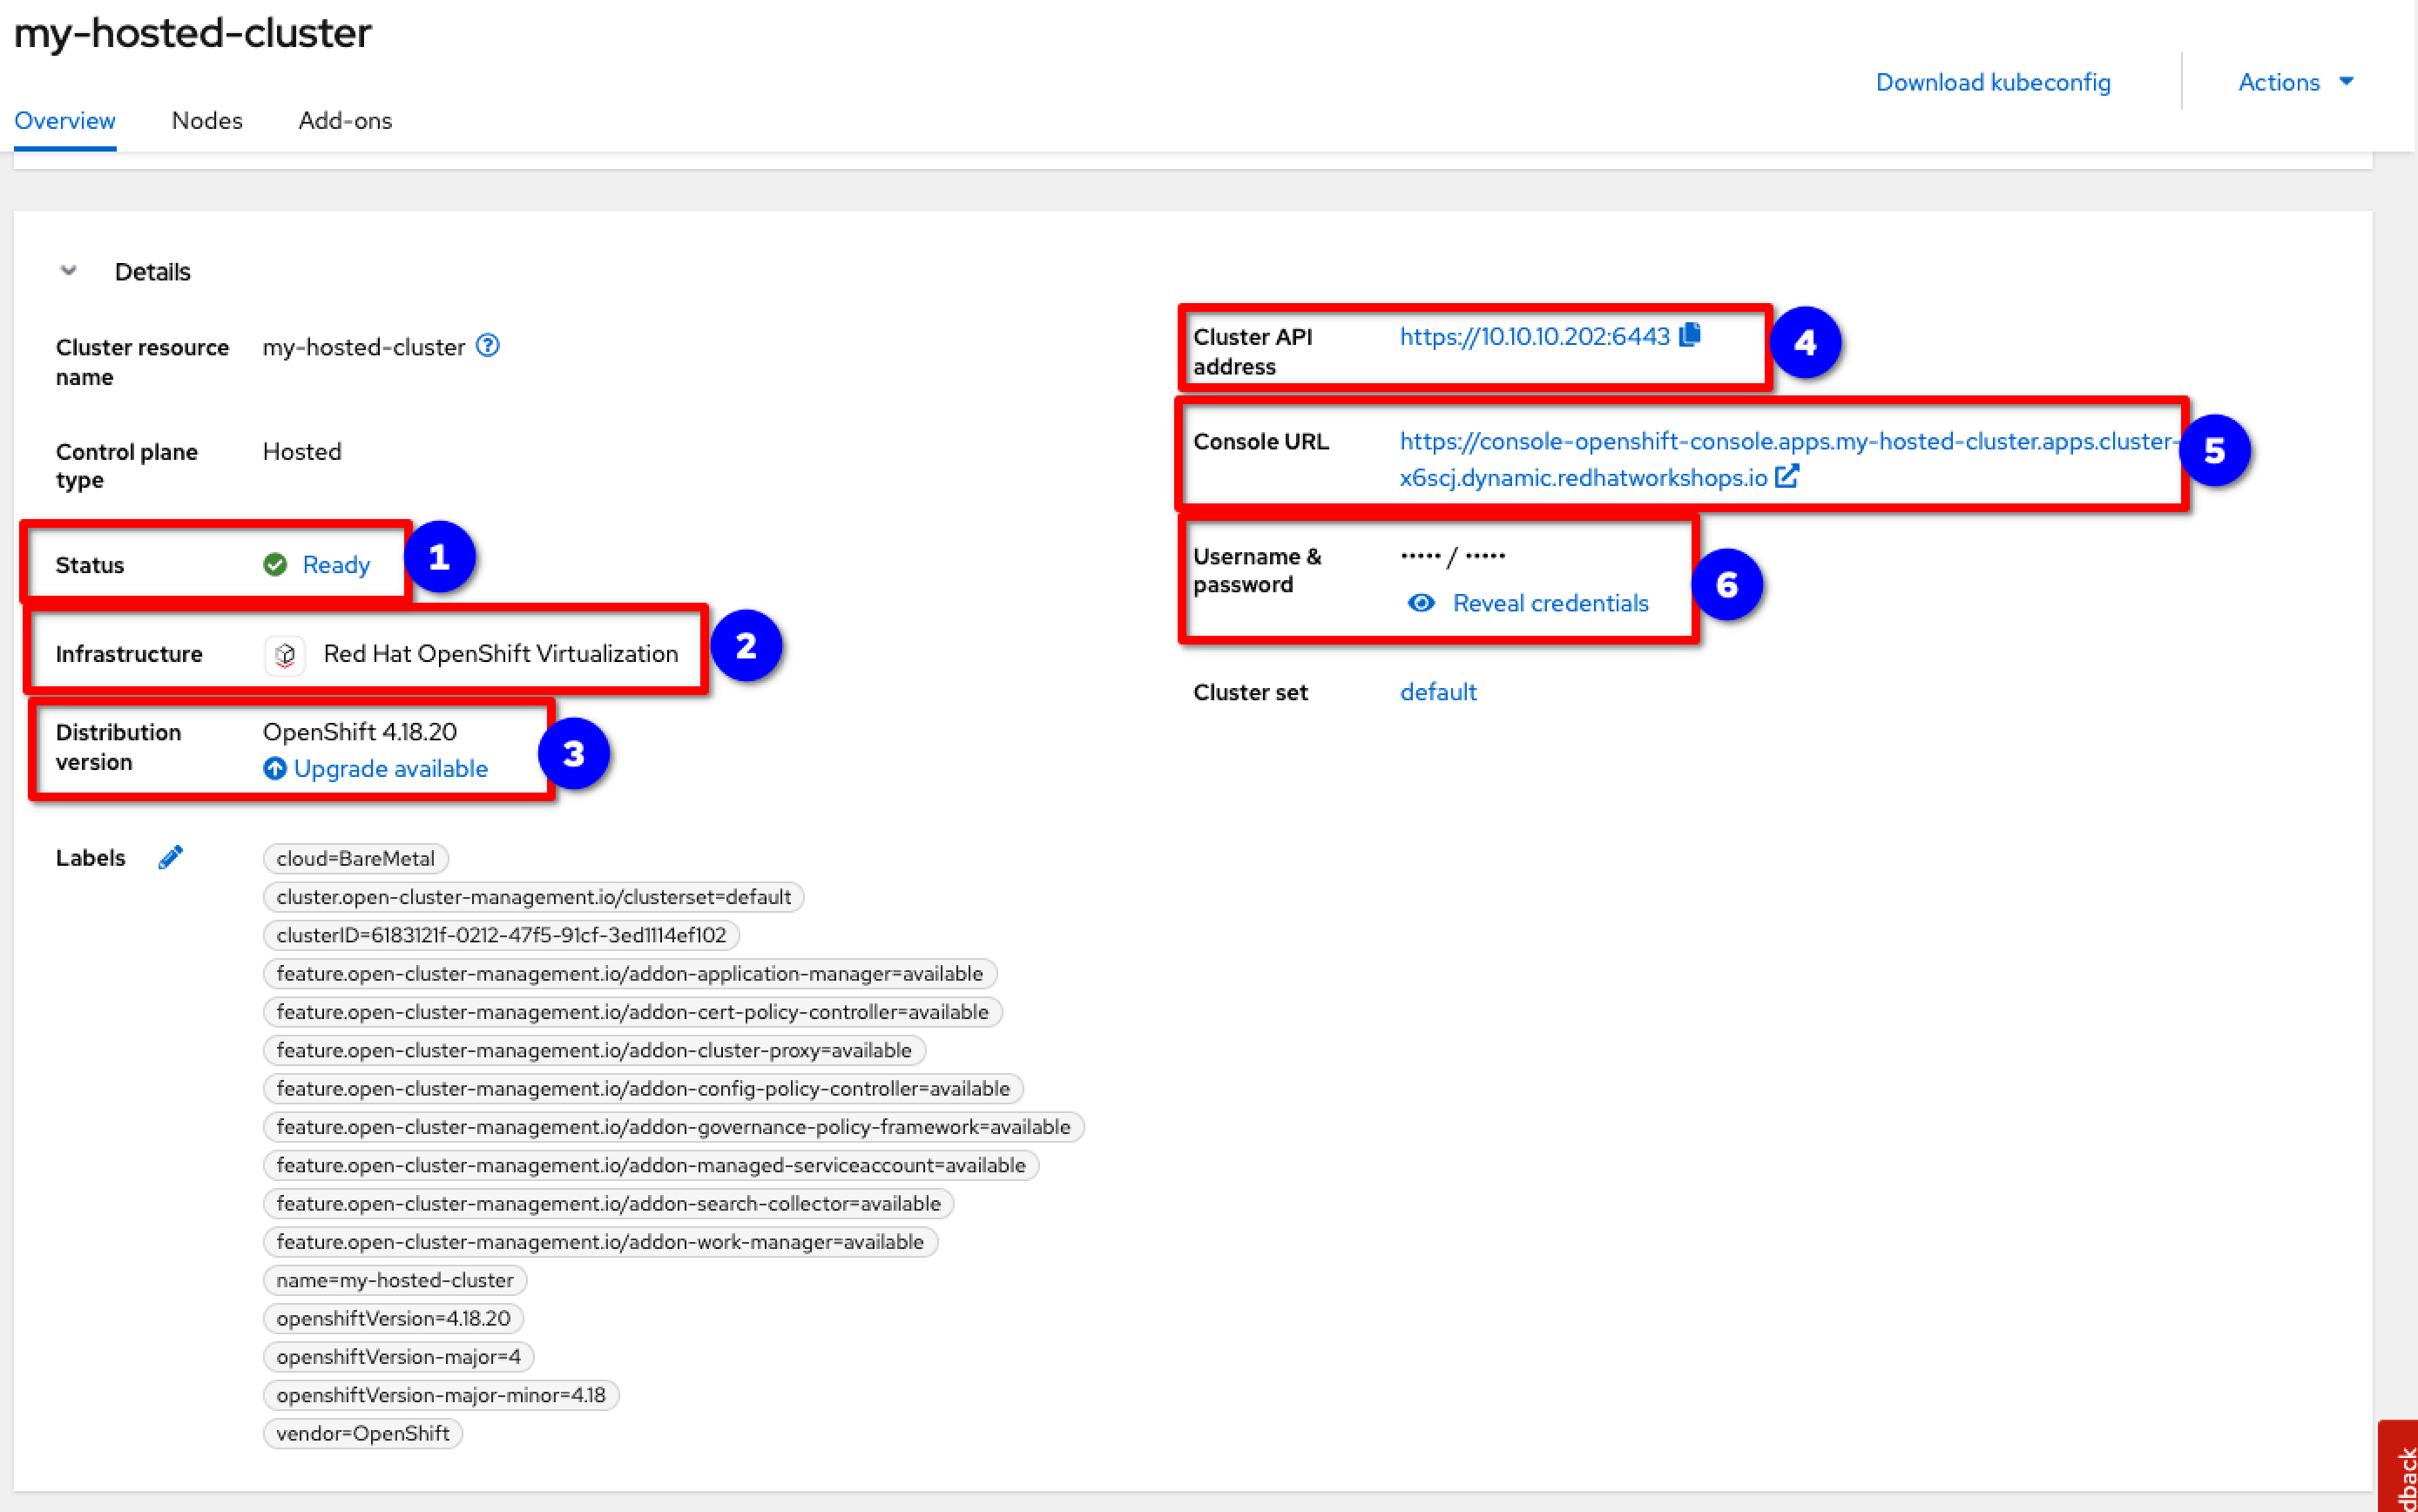 my-hosted-cluster
Download kubeconfig
Actions
Overview Nodes Add-ons
Details
Cluster resource name
my-hosted-cluster
Control plane type
Hosted
Status
Ready
1
Infrastructure
Red Hat OpenShift Virtualization
2
Distribution version
OpenShift 4.18.20
Upgrade available
3
Labels
cloud=BareMetal
cluster.open-cluster-management.io/clusterset=default
clusterID=6183121f-0212-47f5-91cf-3ed1114ef102
feature.open-cluster-management.io/addon-application-manager=available
feature.open-cluster-management.io/addon-cert-policy-controller=available
feature.open-cluster-management.io/addon-cluster-proxy=available
feature.open-cluster-management.io/addon-config-policy-controller=available
feature.open-cluster-management.io/addon-governance-policy-framework=available
feature.open-cluster-management.io/addon-managed-serviceaccount=available
feature.open-cluster-management.io/addon-search-collector=available
feature.open-cluster-management.io/addon-work-manager=available
name=my-hosted-cluster
openshiftVersion=4.18.20
openshiftVersion-major=4
openshiftVersion-major-minor=4.18
vendor=OpenShift
Cluster API address
https://10.10.10.202:6443
4
Console URL
https://console-openshift-console.apps.my-hosted-cluster.apps.cluster-
x6scj.dynamic.redhatworkshops.io
5
Username & password
••••• / •••••
Reveal credentials
6
Cluster set
default